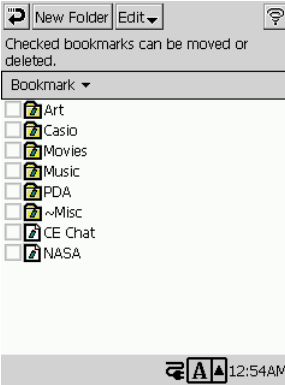 New Folder Edit
Checked bookmarks can be moved or
deleted.
Bookmark
Art
Casio
Movies
Music
PDA
~Misc
CE Chat
NASA
A 12:54AM